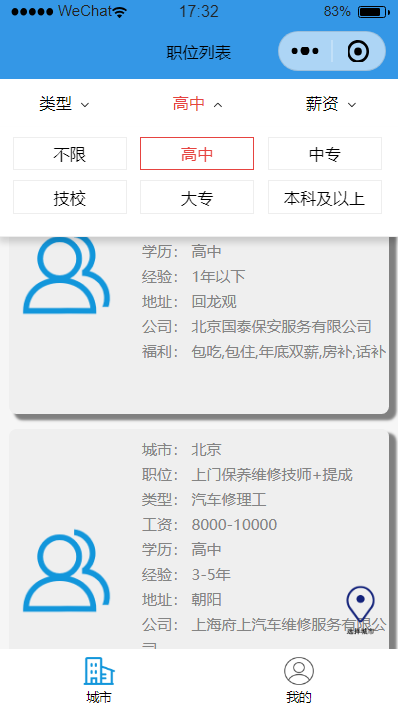 WeChat 17:32 83%
职位列表
类型 高中 薪资
不限 高中 中专
技校 大专 本科及以上
学历： 高中
经验： 1年以下
地址： 回龙观
公司： 北京国泰保安服务有限公司
福利： 包吃,包住,年底双薪,房补,话补
城市： 北京
职位： 上门保养维修技师+提成
类型： 汽车修理工
工资： 8000-10000
学历： 高中
经验： 3-5年
地址： 朝阳
公司： 上海府上汽车维修服务有限公
选择城市
城市 我的